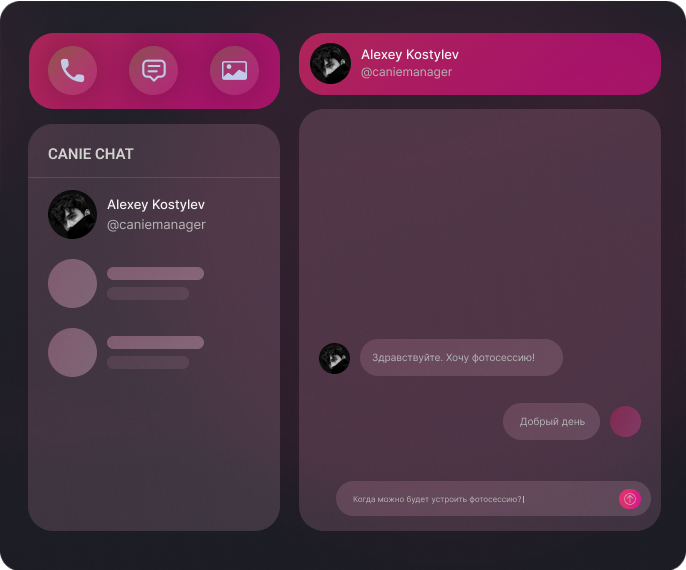 Alexey Kostylev
@caniemanager
CANIE CHAT
Alexey Kostylev
@caniemanager
Здравствуйте. Хочу фотосессию!
Добрый день
Когда можно будет устроить фотосессию?